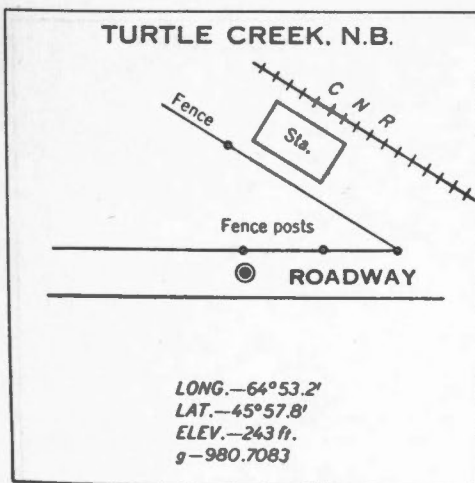 TURTLE CREEK. N.B.
C N R
Fence
Sta.
Fence posts
ROADWAY
LONG.—64°53.2'
LAT.—45°57.8'
ELEV.—243 ft.
g—980.7083